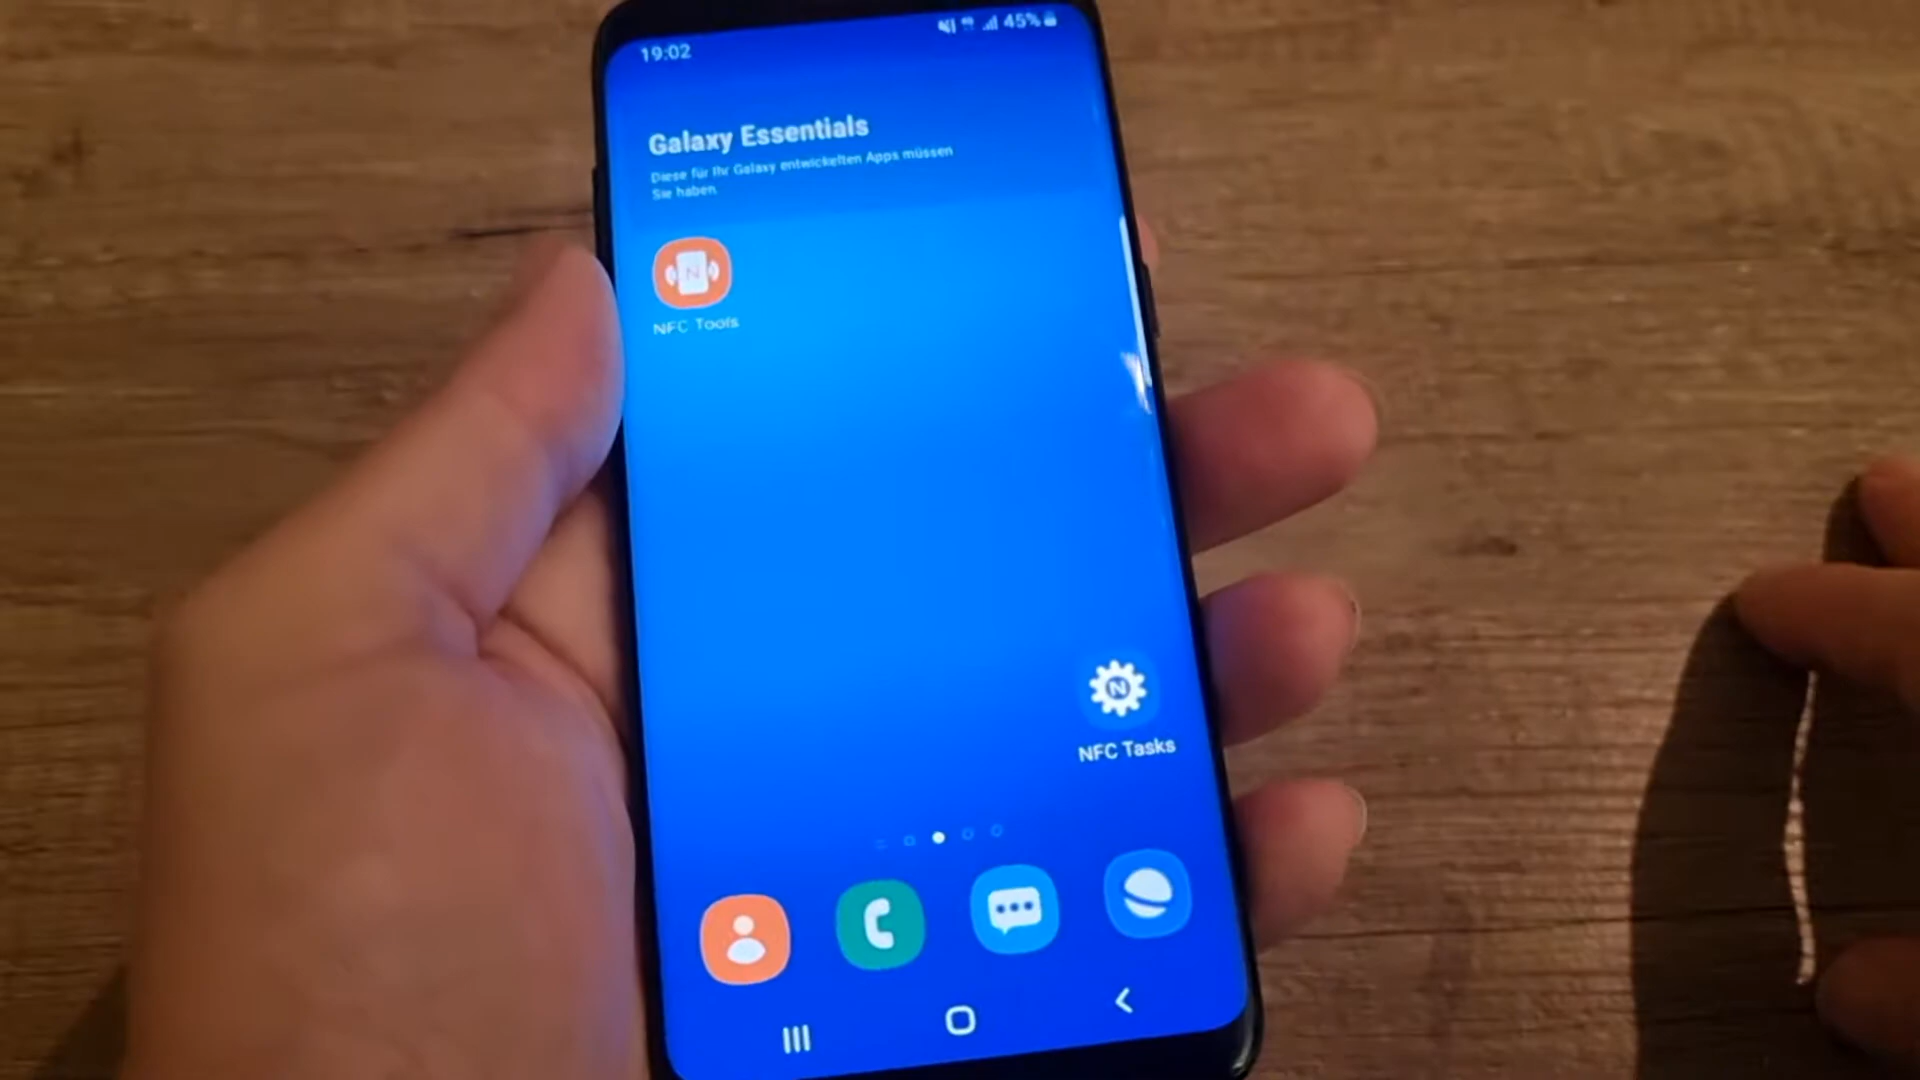 19:02
45%
Galaxy Essentials
Diese für Ihr Galaxy entwickelten Apps müssen
Sie haben.
N
NFC Tools
N
NFC Tasks